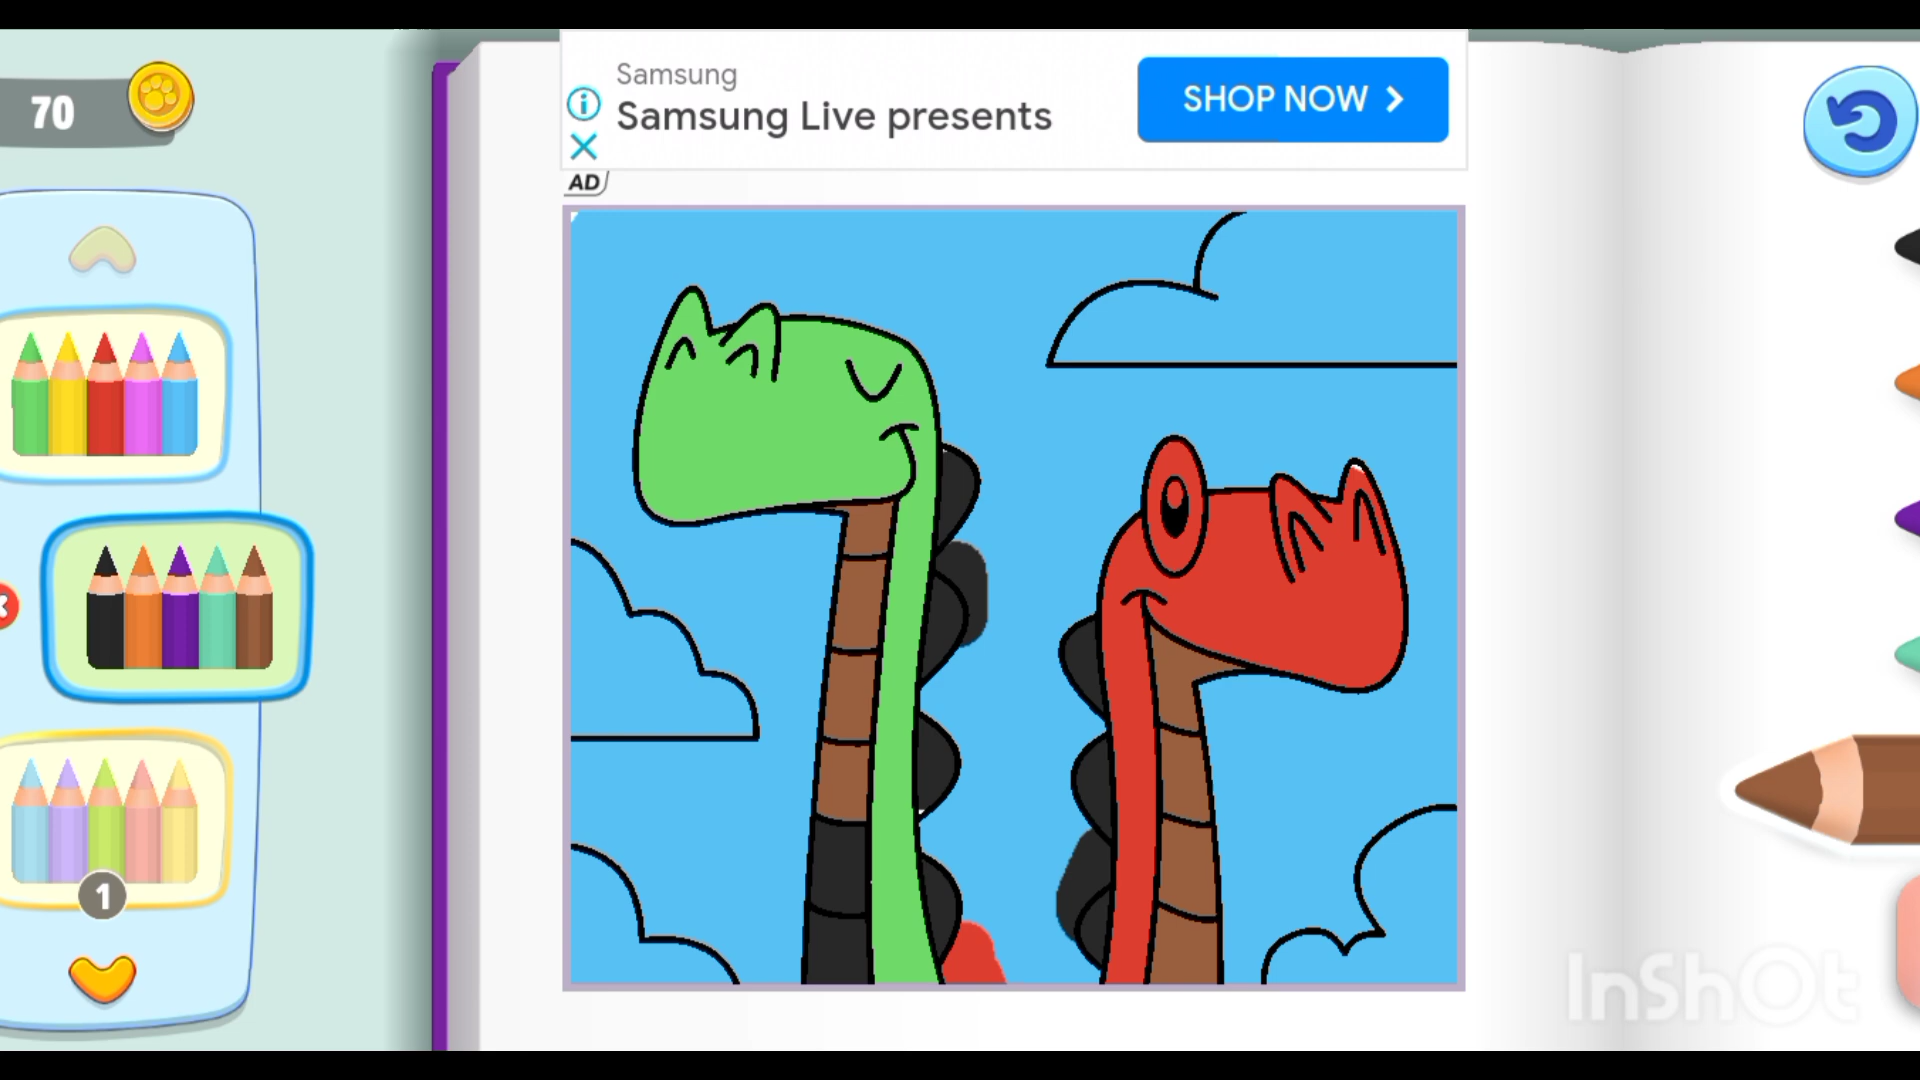 70
Samsung
Samsung Live presents
SHOP NOW
AD
1
InShOt